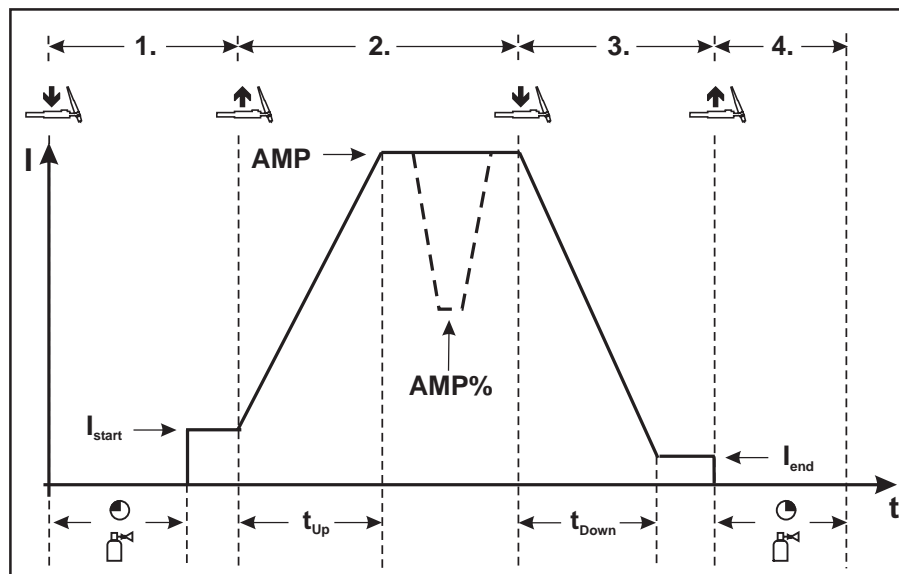 1. 2. 3. 4.
I
AMP
AMP%
Istart
Iend
t
tUp
tDown